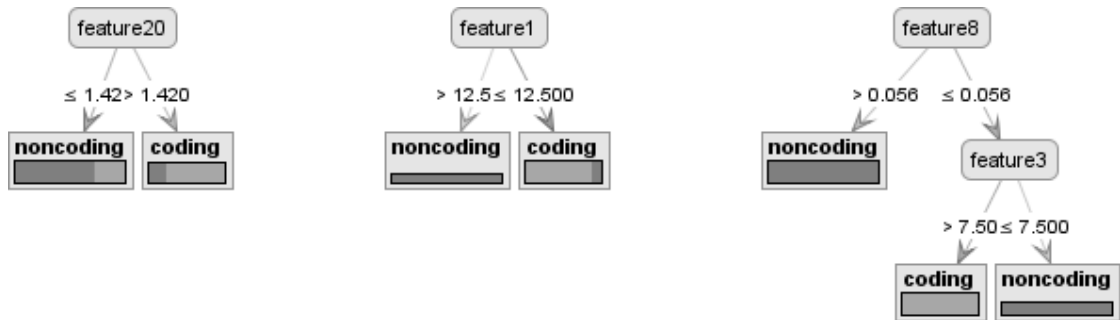 feature20
feature1
feature8
≤ 1.42> 1.420
> 12.5≤ 12.500
> 0.056
≤ 0.056
noncoding
coding
noncoding
coding
noncoding
feature3
> 7.50≤ 7.500
coding
noncoding